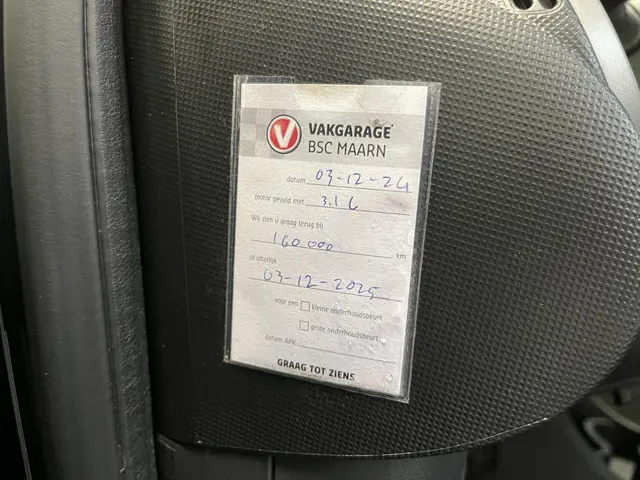 V VAKGARAGE
BSC MAARN
datum 03-12-24
motor gevuld met 3.1 L
Wij zien u graag terug bij
160.000 km
of uiterlijk
03-12-2025
voor een kleine onderhoudsbeurt
grote onderhoudsbeurt
datum APK
GRAAG TOT ZIENS